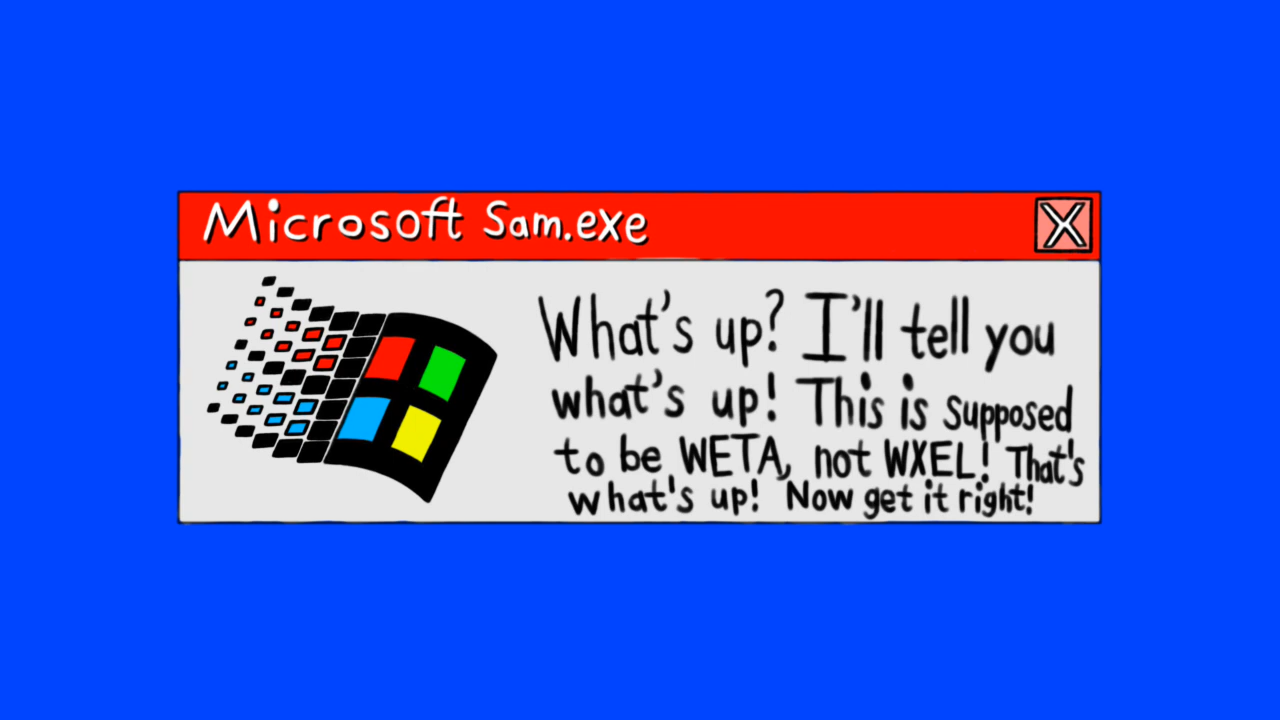 Microsoft Sam.exe
X
What's up? I'll tell you
what's up! This is supposed
to be WETA, not WXEL! That's
what's up! Now get it right!